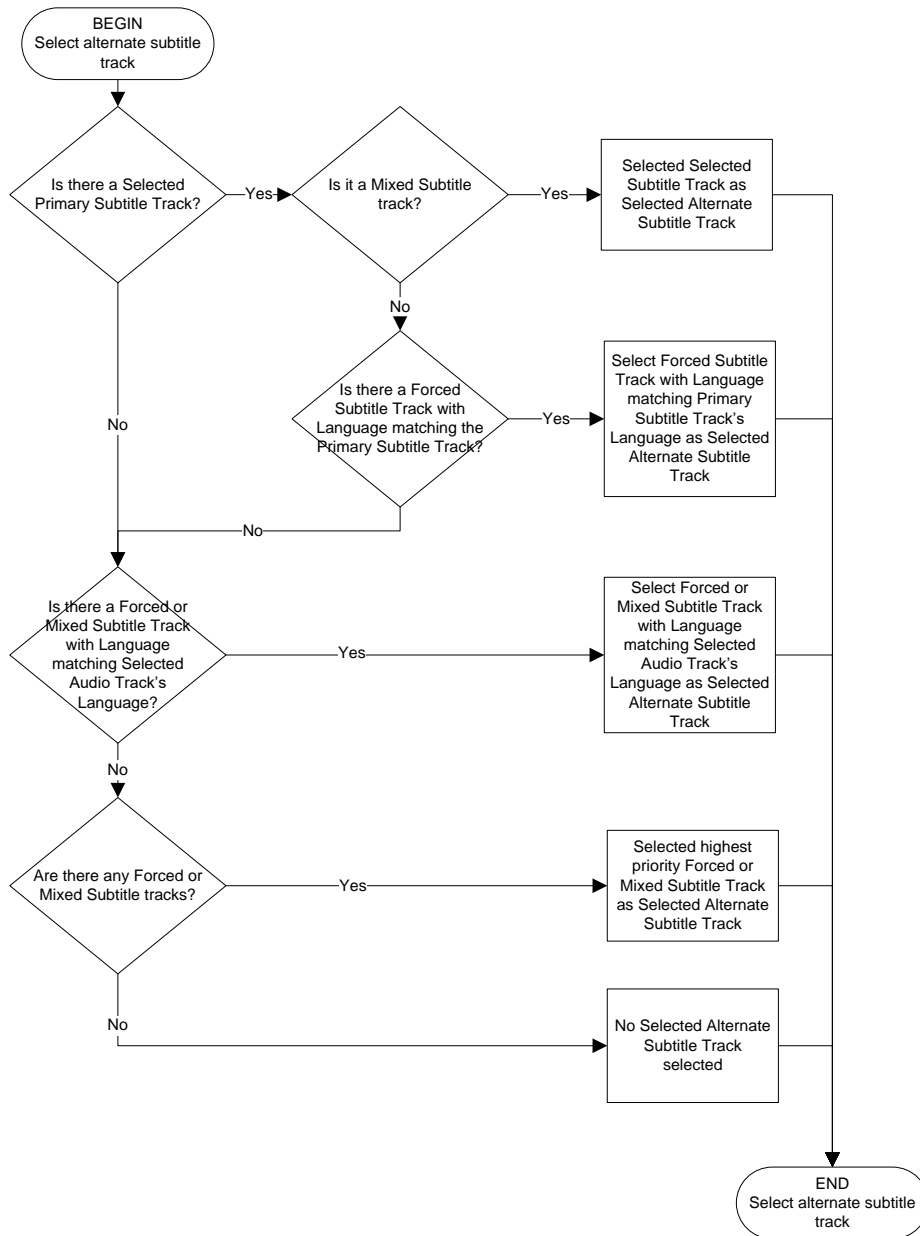 BEGIN
Select alternate subtitle
track
Is there a Selected
Primary Subtitle Track?
Yes
Is it a Mixed Subtitle
track?
Yes
Selected Selected
Subtitle Track as
Selected Alternate
Subtitle Track
No
No
Is there a Forced
Subtitle Track with
Language matching the
Primary Subtitle Track?
Yes
Select Forced Subtitle
Track with Language
matching Primary
Subtitle Track's
Language as Selected
Alternate Subtitle
Track
No
Is there a Forced or
Mixed Subtitle Track
with Language
matching Selected
Audio Track's
Language?
Yes
Select Forced or
Mixed Subtitle Track
with Language
matching Selected
Audio Track's
Language as Selected
Alternate Subtitle
Track
No
Are there any Forced or
Mixed Subtitle tracks?
Yes
Selected highest
priority Forced or
Mixed Subtitle Track
as Selected Alternate
Subtitle Track
No
No Selected Alternate
Subtitle Track
selected
END
Select alternate subtitle
track